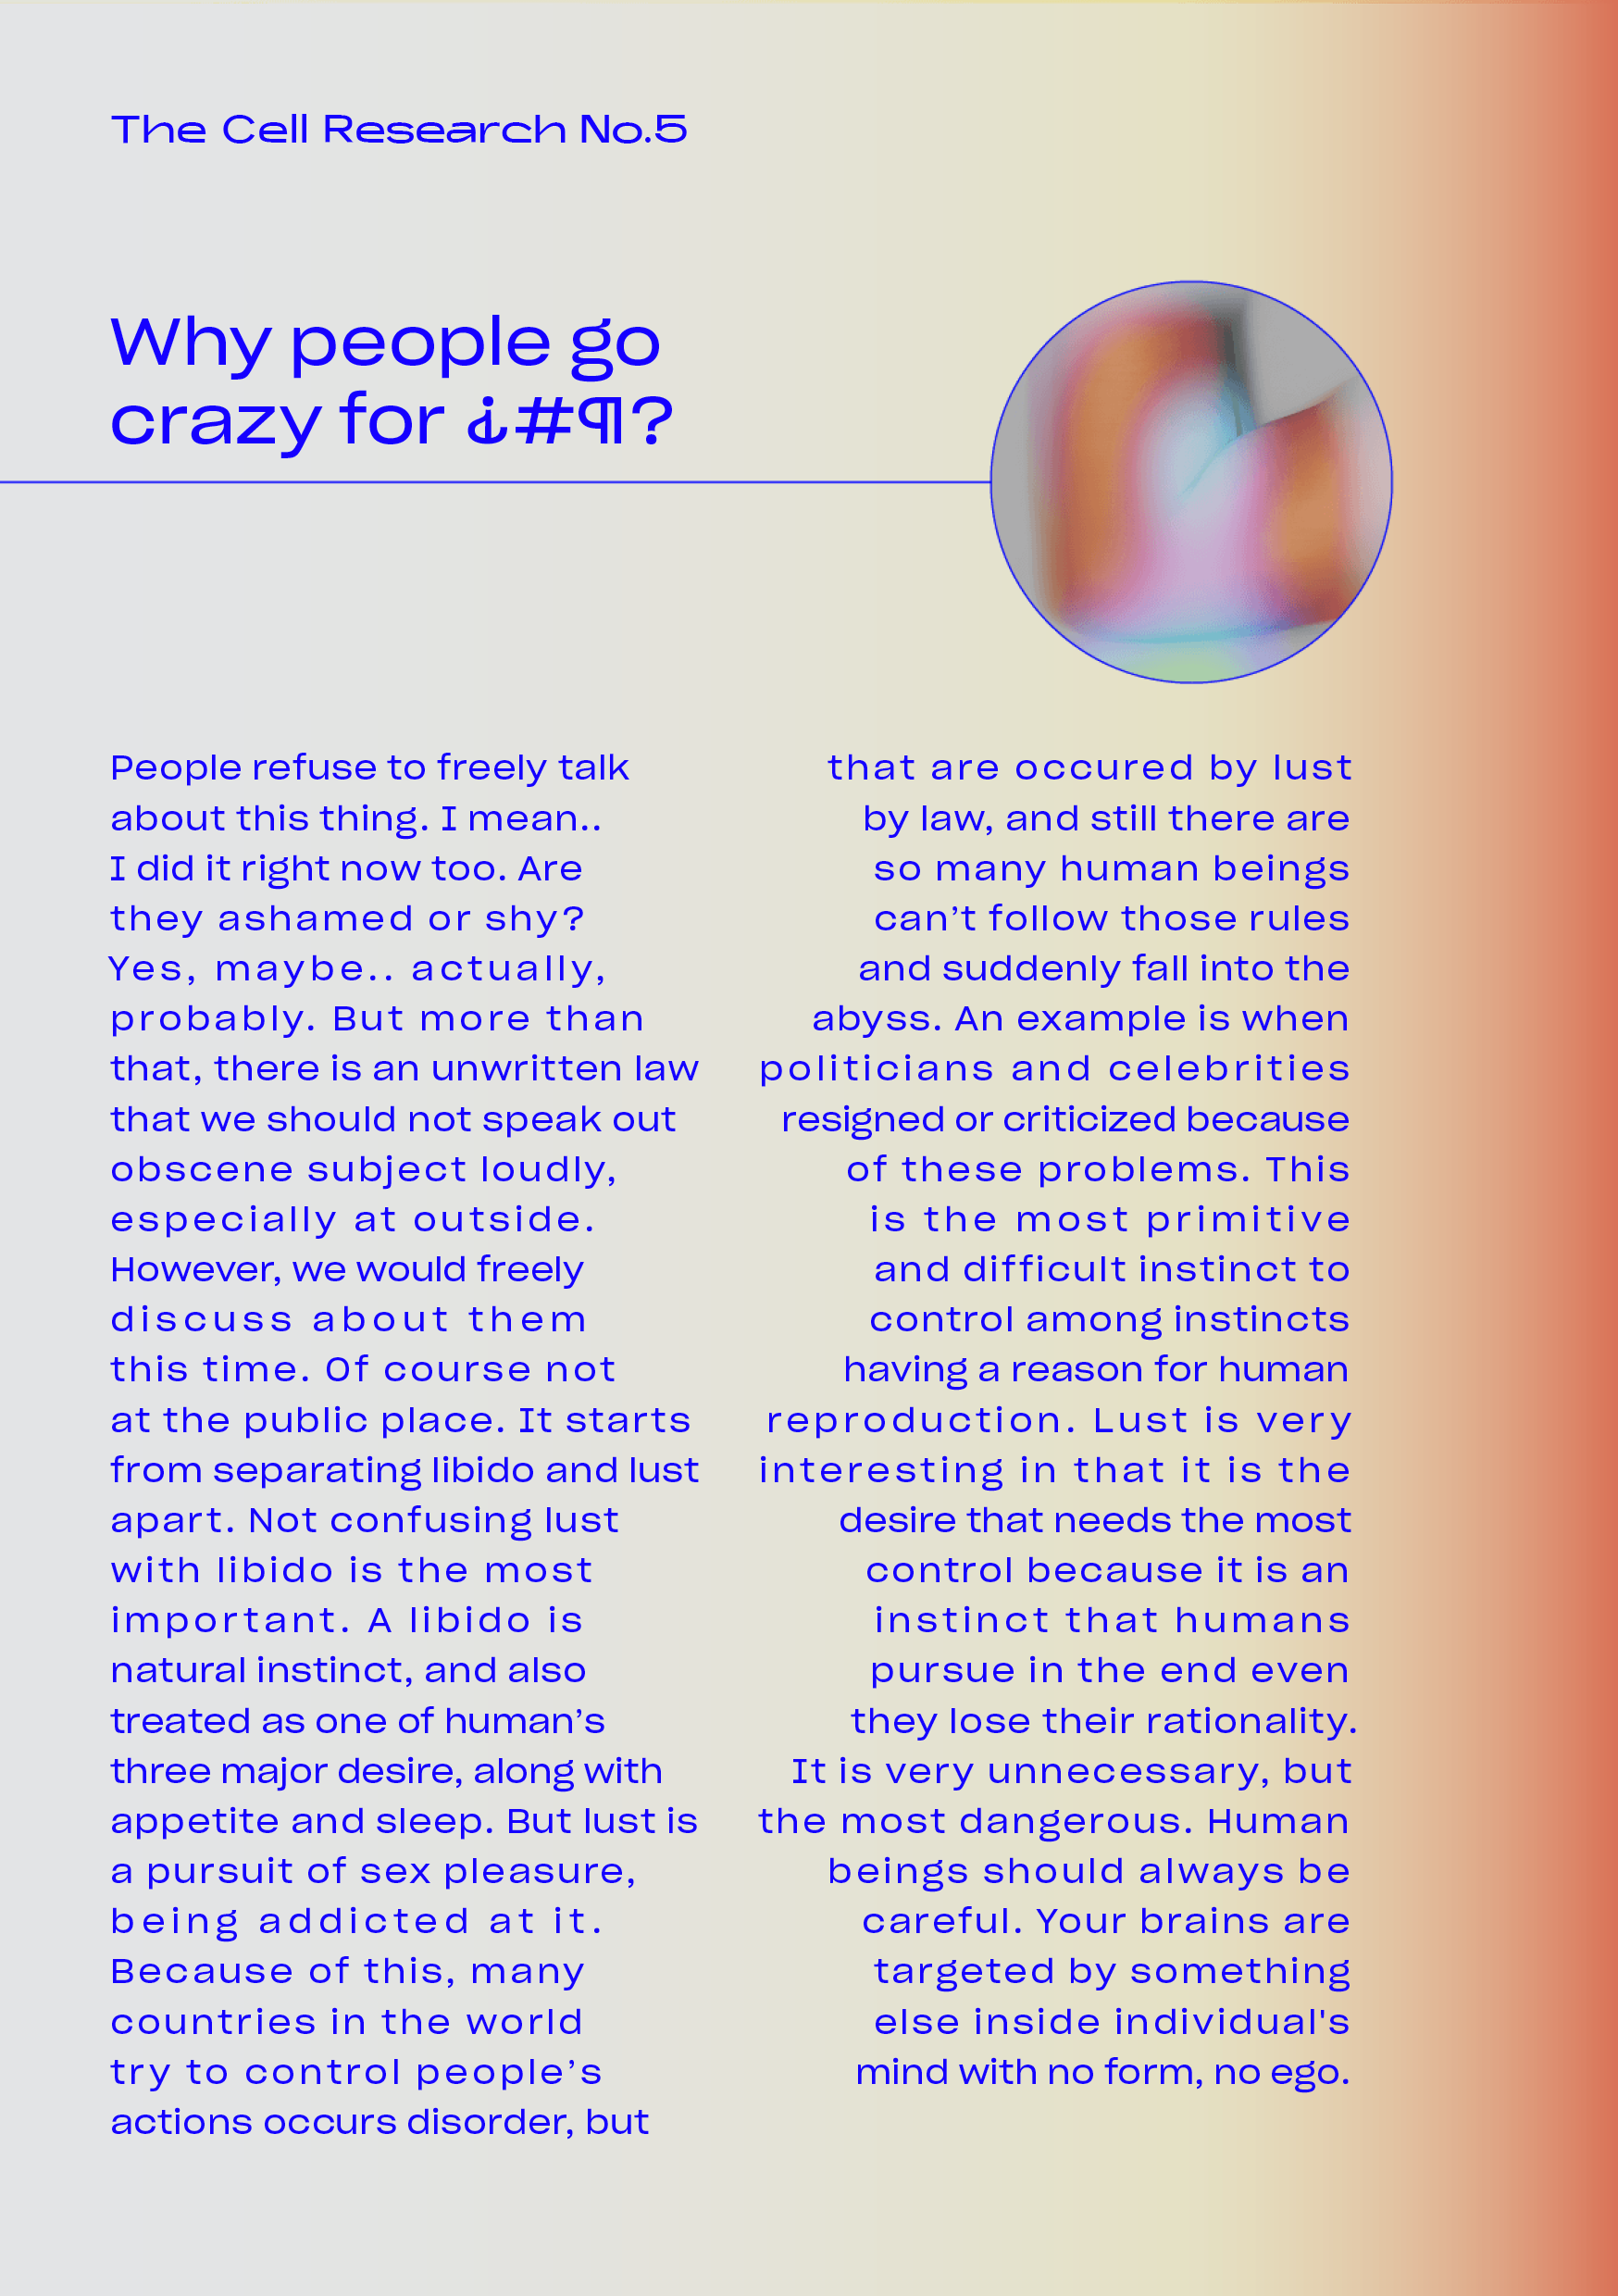 The Cell Research No.5
Why people go
crazy for ¿#¶?
People refuse to freely talk
about this thing. I mean..
I did it right now too. Are
they ashamed or shy?
Yes, maybe.. actually,
probably. But more than
that, there is an unwritten law
that we should not speak out
obscene subject loudly,
especially at outside.
However, we would freely
discuss about them
this time. Of course not
at the public place. It starts
from separating libido and lust
apart. Not confusing lust
with libido is the most
important. A libido is
natural instinct, and also
treated as one of human’s
three major desire, along with
appetite and sleep. But lust is
a pursuit of sex pleasure,
being addicted at it.
Because of this, many
countries in the world
try to control people’s
actions occurs disorder, but
that are occured by lust
by law, and still there are
so many human beings
can’t follow those rules
and suddenly fall into the
abyss. An example is when
politicians and celebrities
resigned or criticized because
of these problems. This
is the most primitive
and difficult instinct to
control among instincts
having a reason for human
reproduction. Lust is very
interesting in that it is the
desire that needs the most
control because it is an
instinct that humans
pursue in the end even
they lose their rationality.
It is very unnecessary, but
the most dangerous. Human
beings should always be
careful. Your brains are
targeted by something
else inside individual's
mind with no form, no ego.